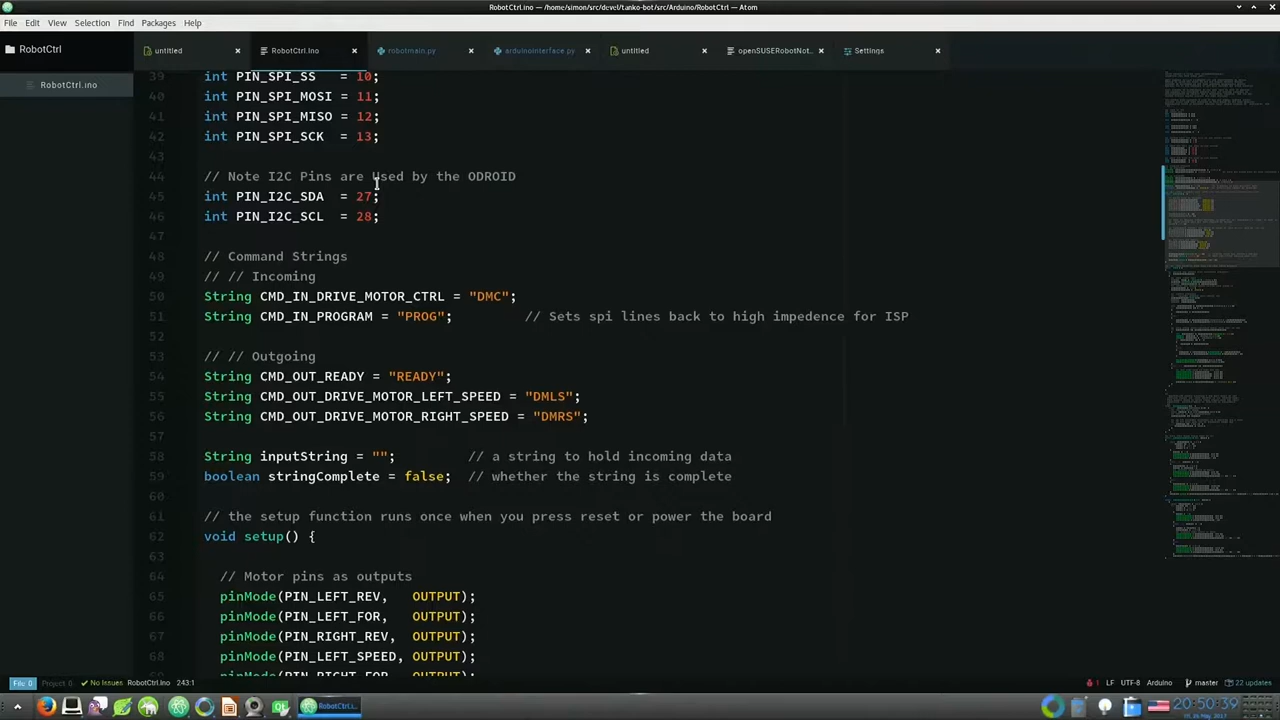 RobotCtrl.ino — /home/simon/src/devel/tanko-bot/src/Arduino/RobotCtrl — Atom
File Edit View Selection Find Packages Help
RobotCtrl
untitled × RobotCtrl.ino × robotmain.py × arduinointerface.py × untitled × openSUSERobotNot... × Settings ×
RobotCtrl.ino
39 int PIN_SPI_SS = 10;
40 int PIN_SPI_MOSI = 11;
41 int PIN_SPI_MISO = 12;
42 int PIN_SPI_SCK = 13;
43
44 // Note I2C Pins are used by the ODROID
45 int PIN_I2C_SDA = 27;
46 int PIN_I2C_SCL = 28;
47
48 // Command Strings
49 // // Incoming
50 String CMD_IN_DRIVE_MOTOR_CTRL = "DMC";
51 String CMD_IN_PROGRAM = "PROG"; // Sets spi lines back to high impedence for ISP
52
53 // // Outgoing
54 String CMD_OUT_READY = "READY";
55 String CMD_OUT_DRIVE_MOTOR_LEFT_SPEED = "DMLS";
56 String CMD_OUT_DRIVE_MOTOR_RIGHT_SPEED = "DMRS";
57
58 String inputString = ""; // a string to hold incoming data
59 boolean stringComplete = false; // whether the string is complete
60
61 // the setup function runs once when you press reset or power the board
62 void setup() {
63
64 // Motor pins as outputs
65 pinMode(PIN_LEFT_REV, OUTPUT);
66 pinMode(PIN_LEFT_FOR, OUTPUT);
67 pinMode(PIN_RIGHT_REV, OUTPUT);
68 pinMode(PIN_LEFT_SPEED, OUTPUT);
pinMode(PIN_RIGHT_FOR, OUTPUT);
File 0 Project 0 No Issues RobotCtrl.ino 243:1 1 LF UTF-8 Arduino master 22 updates
RobotCtrl... 20:50:39